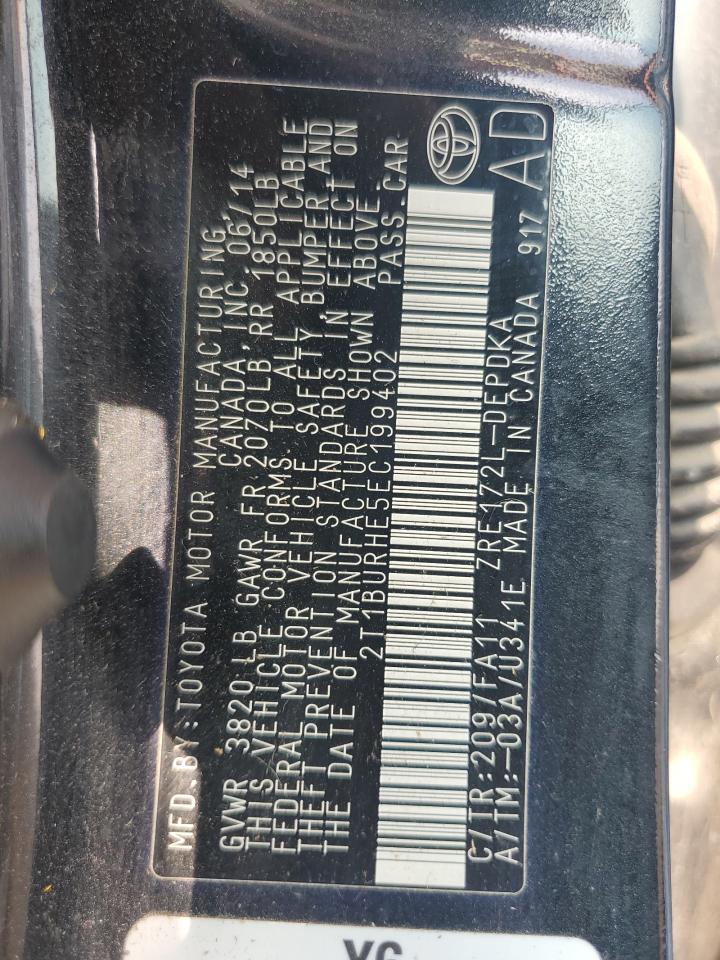 MFD. BY: TOYOTA MOTOR MANUFACTURING,
CANADA, INC. 06/14
GVWR 3820 LB GAWR FR 2070LB RR 1850LB
THIS VEHICLE CONFORMS TO ALL APPLICABLE
FEDERAL MOTOR VEHICLE SAFETY, BUMPER AND
THEFT PREVENTION STANDARDS IN EFFECT ON
THE DATE OF MANUFACTURE SHOWN ABOVE.
2T1BURHE5EC199402 PASS.CAR
C/TR:209/FA11 ZRE172L-DEPDKA
A/TM:-03A/U341E MADE IN CANADA 917 AD